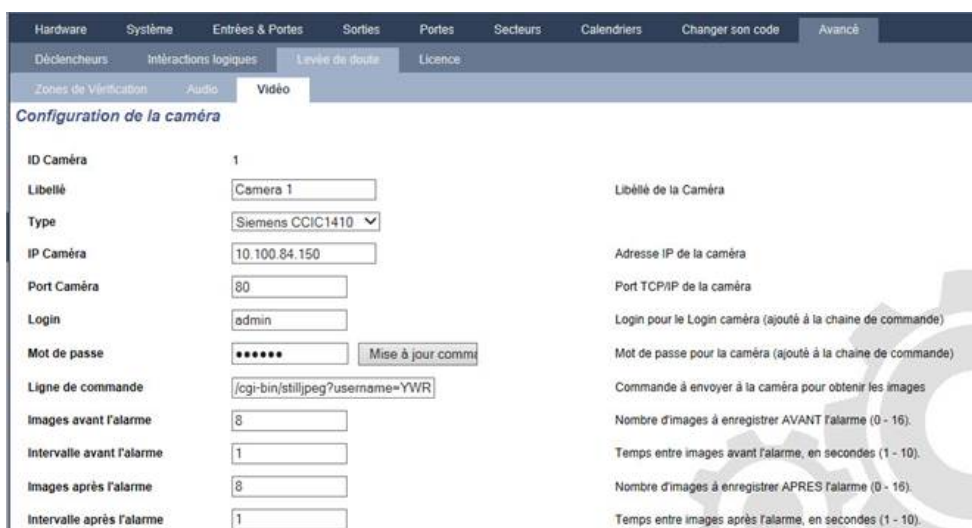 Hardware Système Entrées & Portes Sorties Portes Secteurs Calendriers Changer son code Avancé
Déclencheurs Intéractions logiques Levée de doute Licence
Zones de Vérification Audio Vidéo
Configuration de la caméra
ID Caméra 1
Libellé Camera 1 Libéllé de la Caméra
Type Siemens CCIC1410
IP Caméra 10.100.84.150 Adresse IP de la caméra
Port Caméra 80 Port TCP/IP de la caméra
Login admin Login pour le Login caméra (ajouté à la chaine de commande)
Mot de passe •••••• Mise à jour comma Mot de passe pour la caméra (ajouté à la chaine de commande)
Ligne de commande /cgi-bin/stilljpeg?username=YWR Commande à envoyer à la caméra pour obtenir les images
Images avant l'alarme 8 Nombre d'images à enregistrer AVANT l'alarme (0 - 16).
Intervalle avant l'alarme 1 Temps entre images avant l'alarme, en secondes (1 - 10).
Images après l'alarme 8 Nombre d'images à enregistrer APRES l'alarme (0 - 16).
Intervalle après l'alarme 1 Temps entre images après l'alarme, en secondes (1 - 10).